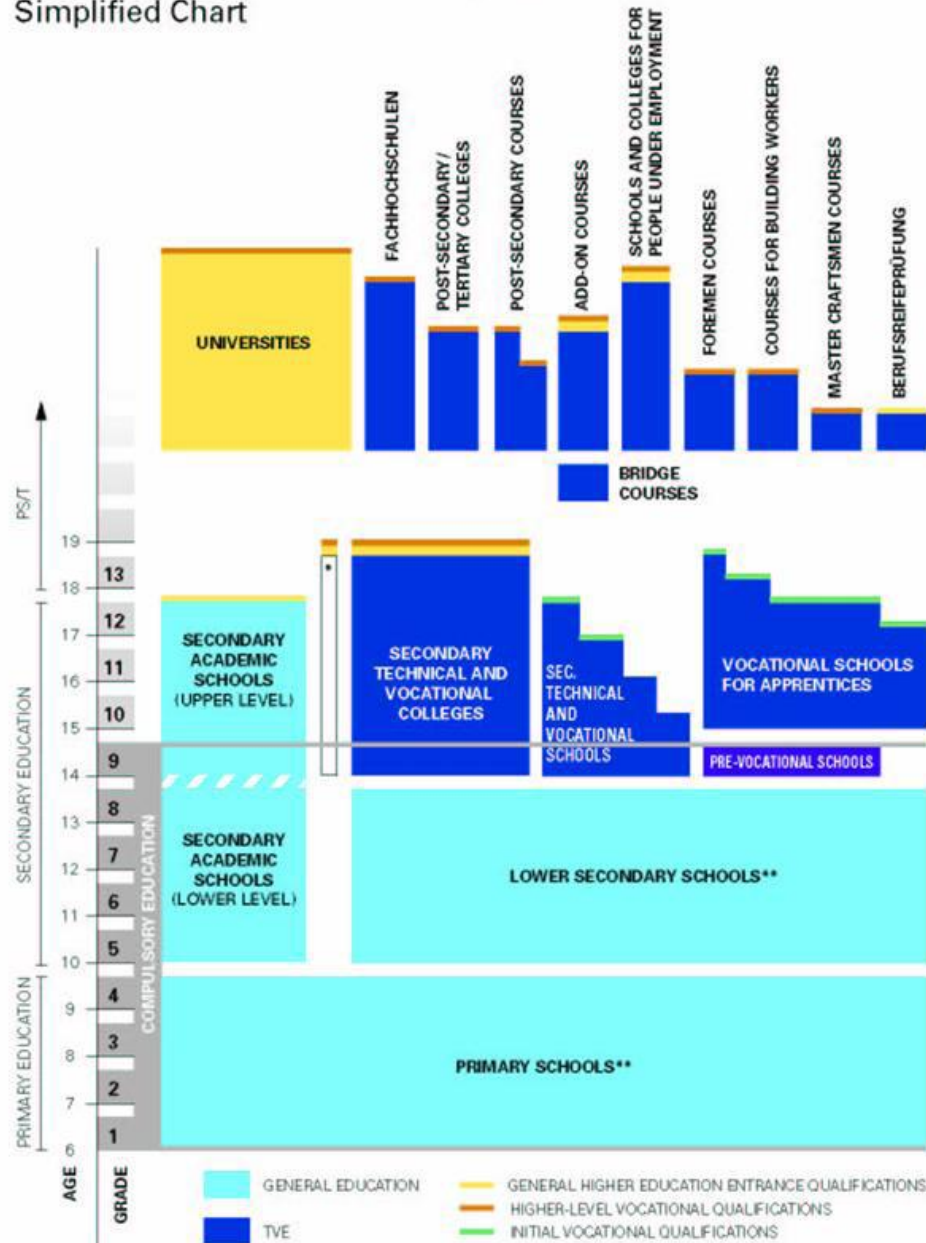 Simplified Chart
FACHHOCHSCHULEN
POST-SECONDARY/
TERTIARY COLLEGES
POST-SECONDARY COURSES
ADD-ON COURSES
SCHOOLS AND COLLEGES FOR
PEOPLE UNDER EMPLOYMENT
FOREMEN COURSES
COURSES FOR BUILDING WORKERS
MASTER CRAFTSMEN COURSES
BERUFSREIFEPRÜFUNG
UNIVERSITIES
BRIDGE
COURSES
PS/T
19
13
18
12
17
11
16
10
15
9
14
8
13
7
12
6
11
5
10
4
9
3
8
2
7
1
6
SECONDARY EDUCATION
PRIMARY EDUCATION
COMPULSORY EDUCATION
*
SECONDARY
ACADEMIC
SCHOOLS
(UPPER LEVEL)
SECONDARY
TECHNICAL AND
VOCATIONAL
COLLEGES
SEC.
TECHNICAL
AND
VOCATIONAL
SCHOOLS
VOCATIONAL SCHOOLS
FOR APPRENTICES
PRE-VOCATIONAL SCHOOLS
SECONDARY
ACADEMIC
SCHOOLS
(LOWER LEVEL)
LOWER SECONDARY SCHOOLS**
PRIMARY SCHOOLS**
AGE
GRADE
GENERAL EDUCATION
TVE
GENERAL HIGHER EDUCATION ENTRANCE QUALIFICATIONS
HIGHER-LEVEL VOCATIONAL QUALIFICATIONS
INITIAL VOCATIONAL QUALIFICATIONS